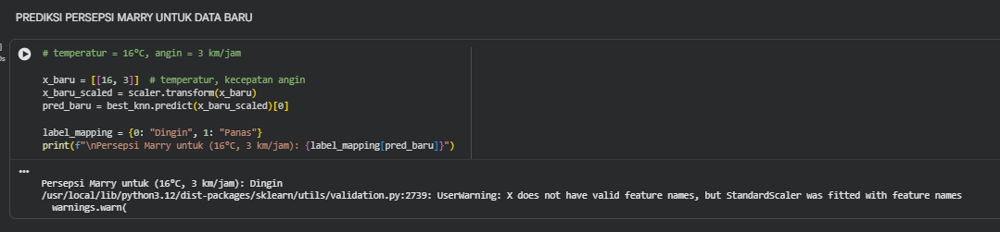 PREDIKSI PERSEPSI MARRY UNTUK DATA BARU
# temperatur = 16°C, angin = 3 km/jam
x_baru = [[16, 3]]  # temperatur, kecepatan angin
x_baru_scaled = scaler.transform(x_baru)
pred_baru = best_knn.predict(x_baru_scaled)[0]
label_mapping = {0: "Dingin", 1: "Panas"}
print(f"\nPersepsi Marry untuk (16°C, 3 km/jam): {label_mapping[pred_baru]}")
...
Persepsi Marry untuk (16°C, 3 km/jam): Dingin
/usr/local/lib/python3.12/dist-packages/sklearn/utils/validation.py:2739: UserWarning: X does not have valid feature names, but StandardScaler was fitted with feature names
  warnings.warn(